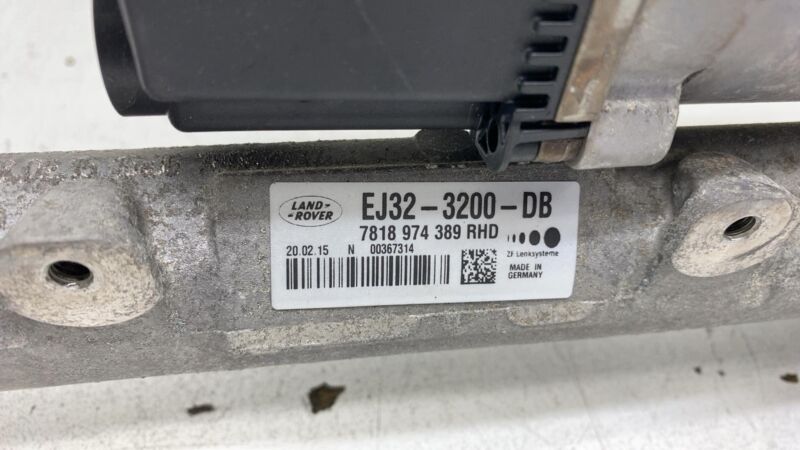 LAND-
-ROVER
EJ32-3200-DB
7818 974 389 RHD
20.02.15 N 00367314
ZF Lenksysteme
MADE IN
GERMANY